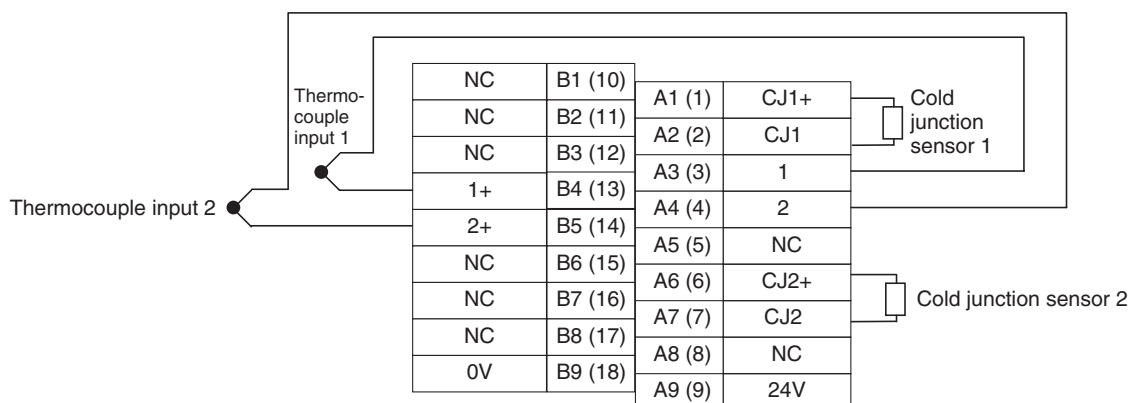 Thermo-
couple
input 1
Thermocouple input 2
NC B1 (10)
NC B2 (11)
NC B3 (12)
1+ B4 (13)
2+ B5 (14)
NC B6 (15)
NC B7 (16)
NC B8 (17)
0V B9 (18)
A1 (1) CJ1+
A2 (2) CJ1
A3 (3) 1
A4 (4) 2
A5 (5) NC
A6 (6) CJ2+
A7 (7) CJ2
A8 (8) NC
A9 (9) 24V
Cold
junction
sensor 1
Cold junction sensor 2